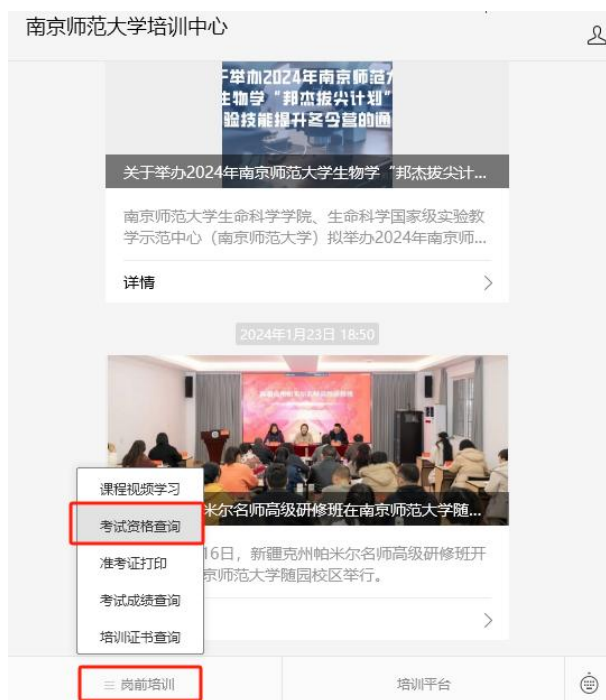 南京师范大学培训中心
于举办2024年南京师范大
生物学“邦杰拔尖计划”
验技能提升冬令营的通
关于举办2024年南京师范大学生物学“邦杰拔尖计...
南京师范大学生命科学学院、生命科学国家级实验教
学示范中心（南京师范大学）拟举办2024年南京师...
详情
2024年1月23日 18:50
米尔名师高级研修班在南京师范大学随...
16日，新疆克州帕米尔名师高级研修班开
京师范大学随园校区举行。
课程视频学习
考试资格查询
准考证打印
考试成绩查询
培训证书查询
岗前培训
培训平台